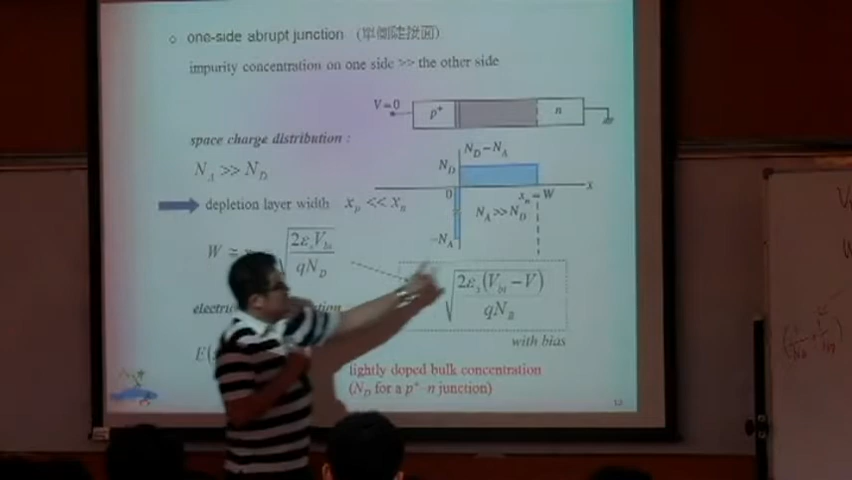 ◇ one-side abrupt junction (單側陡接面)
impurity concentration on one side >> the other side
V=0
p⁺
n
space charge distribution :
N_D − N_A
N_A >> N_D
N_D
x
0
x_n = W
depletion layer width x_p << x_n
N_A >> N_D
−N_A
W ≃
√(2ε_s V_bi / qN_D)
√(2ε_s (V_bi − V) / qN_B)
with bias
lightly doped bulk concentration
(N_D for a p⁺-n junction)